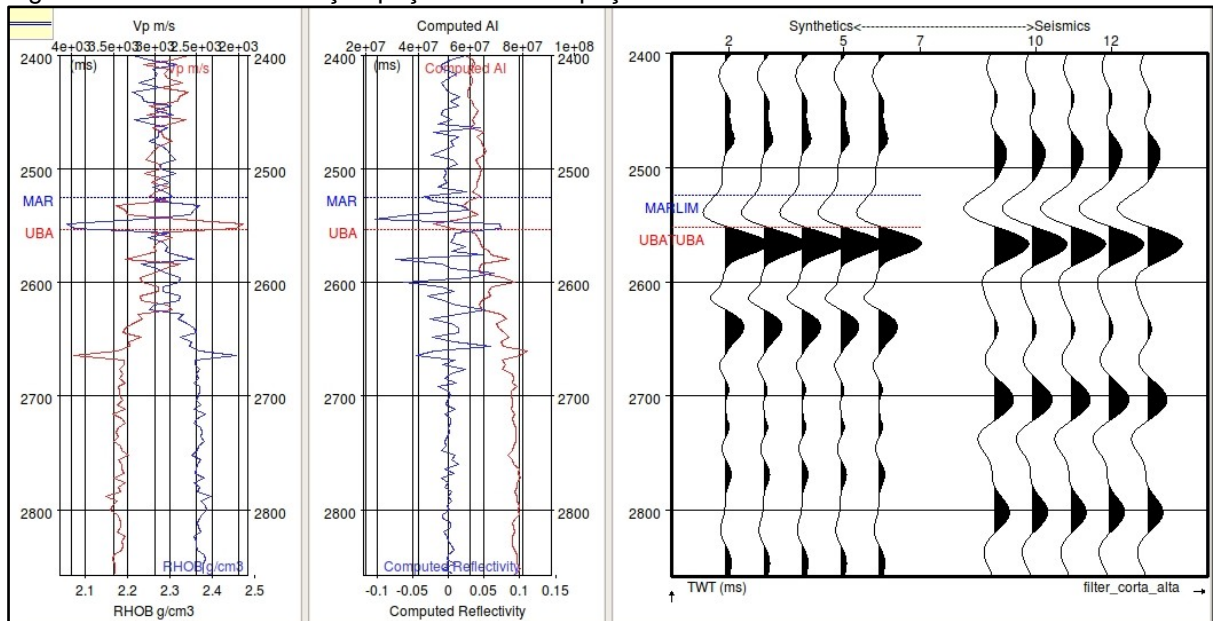 Vp m/s
4e+03 3.5e+03 3e+03 2.5e+03 2e+03
2400 (ms) Vp m/s 2400
2500 2500
MAR
UBA
2600 2600
2700 2700
2800 2800
RHOB g/cm3
2.1 2.2 2.3 2.4 2.5
RHOB g/cm3
Computed AI
2e+07 4e+07 6e+07 8e+07 1e+08
2400 (ms) 2400
Computed AI
2500 2500
MAR
UBA
2600 2600
2700 2700
2800 2800
Computed Reflectivity
-0.1 -0.05 0 0.05 0.1 0.15
Computed Reflectivity
Synthetics<------------------------------>Seismics
2 5 7 10 12
2400
2500
MARLIM
UBATUBA
2600
2700
2800
TWT (ms) filter_corta_alta